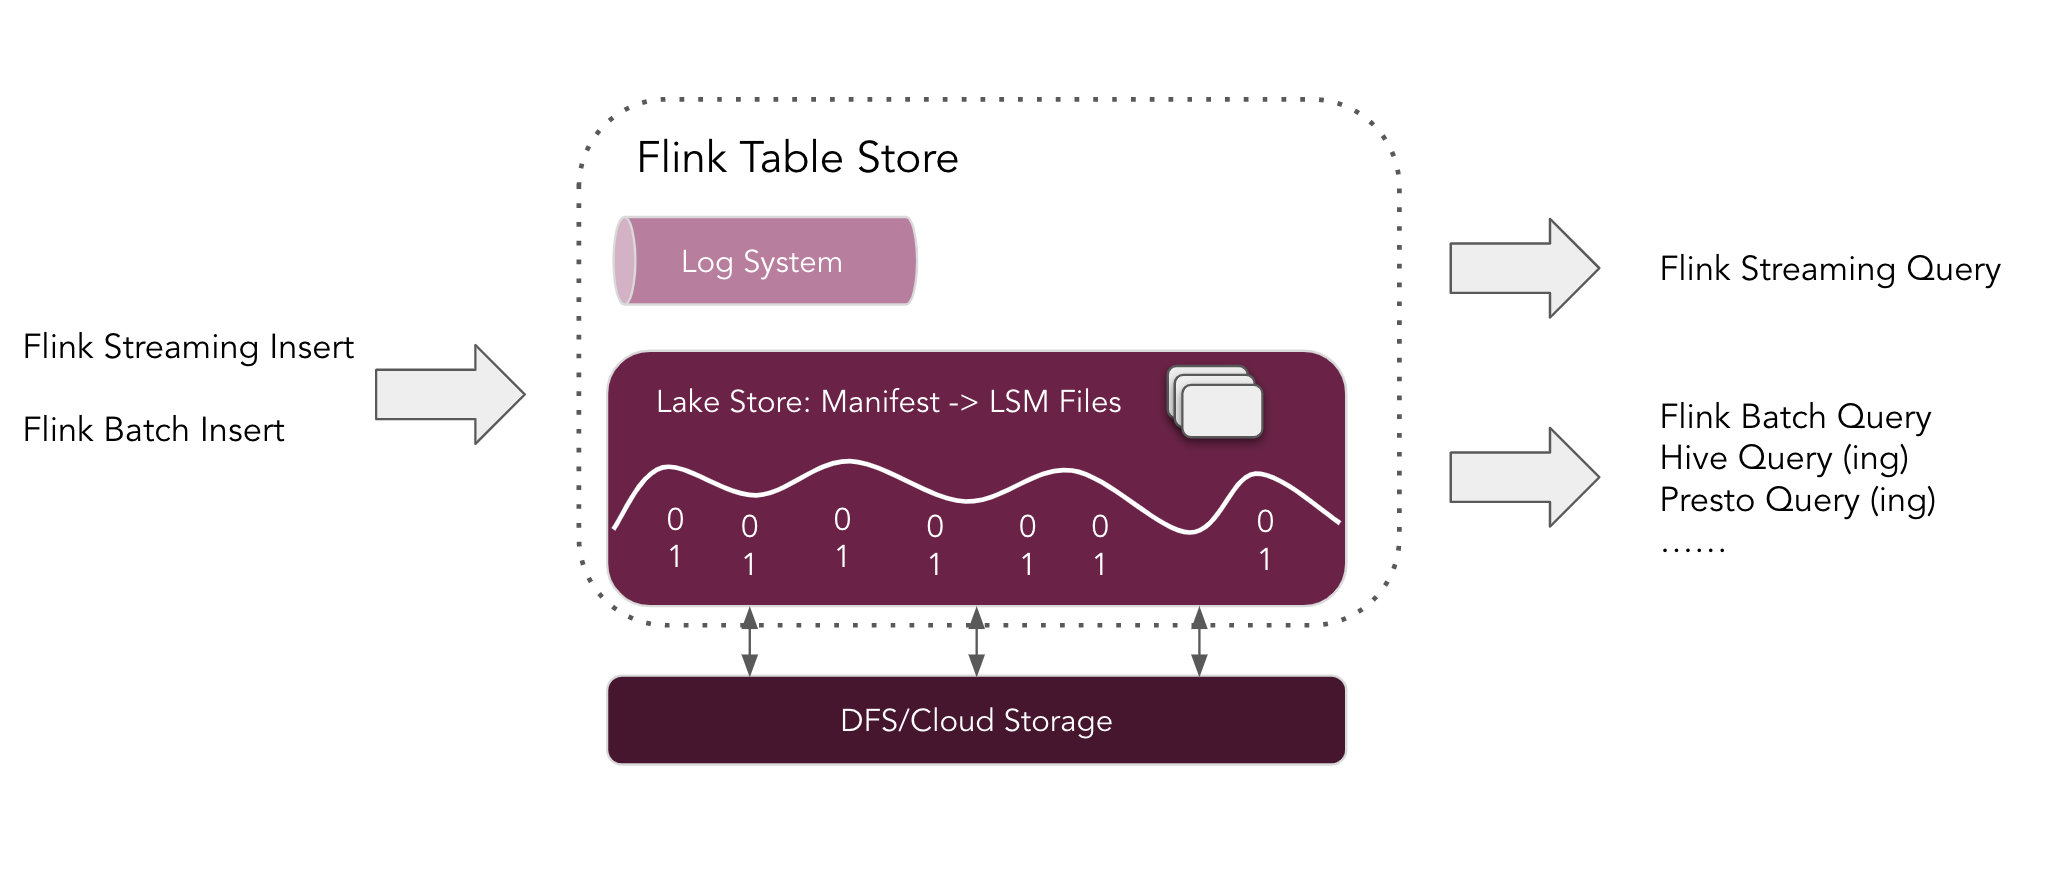 Flink Table Store
Log System
Flink Streaming Insert
Flink Batch Insert
Lake Store: Manifest -> LSM Files
0 0 0 0 0 0 0
1 1 1 1 1 1 1
DFS/Cloud Storage
Flink Streaming Query
Flink Batch Query
Hive Query (ing)
Presto Query (ing)
......